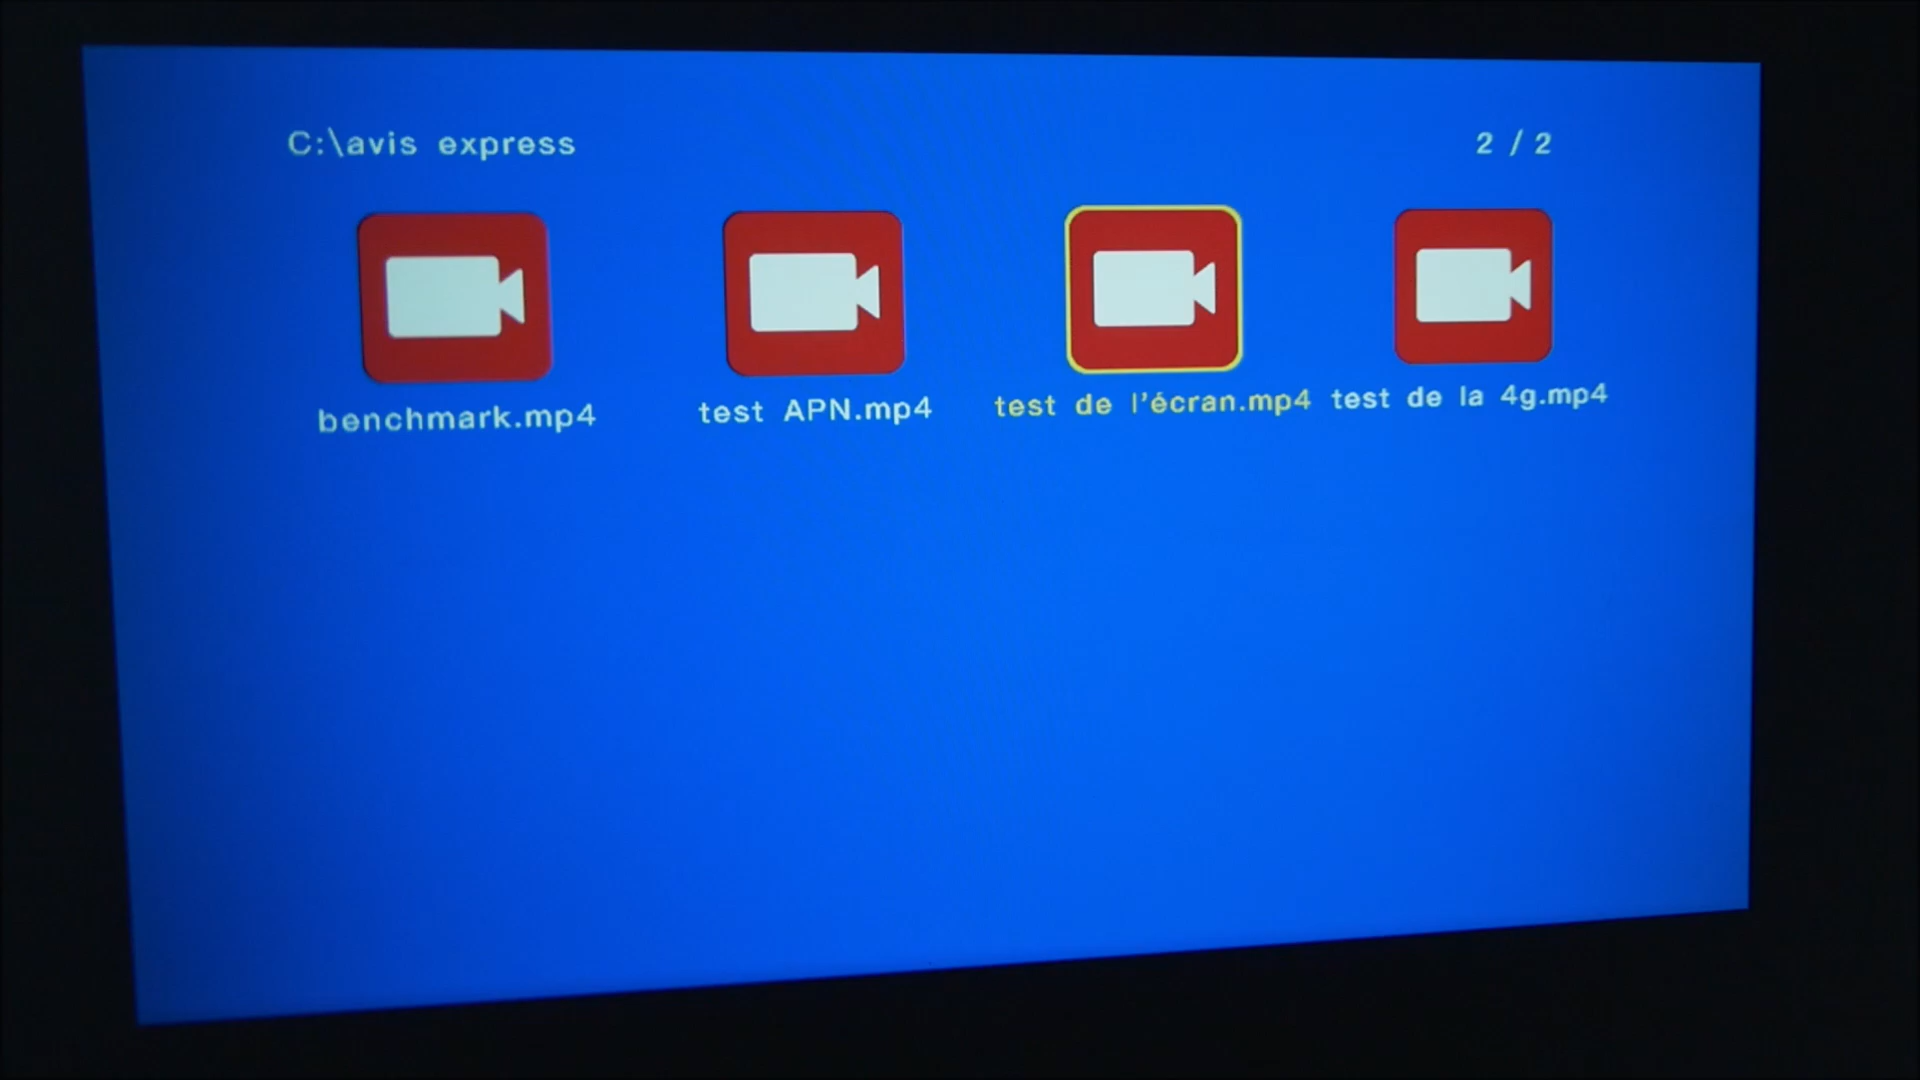 C:\avis express
2 / 2
benchmark.mp4
test APN.mp4
test de l'écran.mp4
test de la 4g.mp4